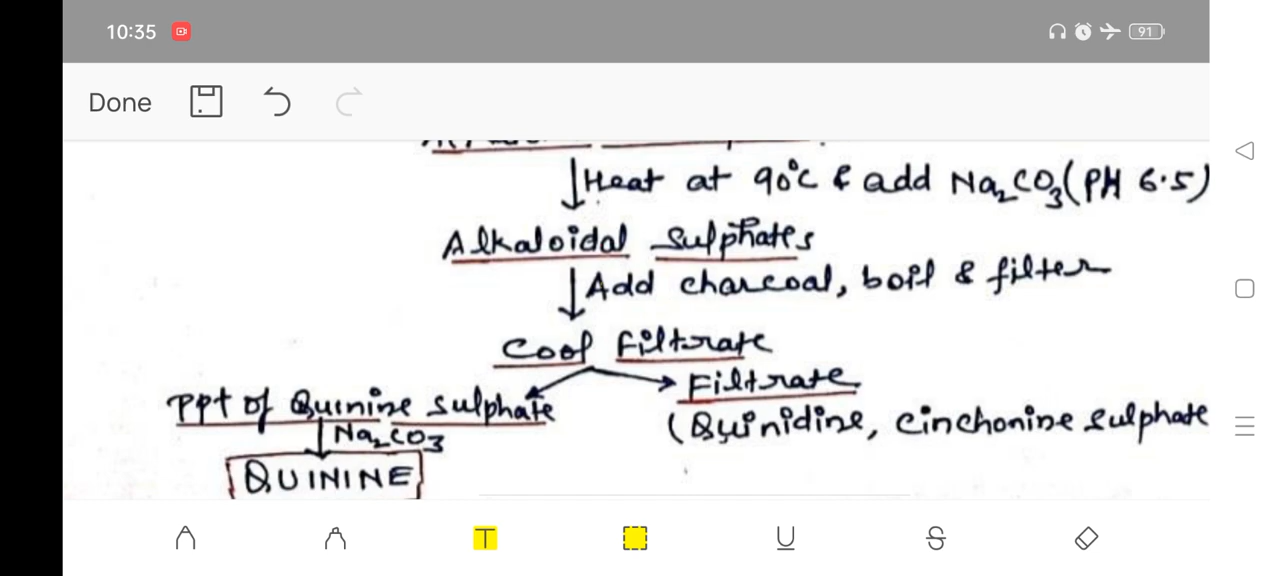 10:35
91
Done
Heat at 90°C & add Na₂CO₃(PH 6.5)
Alkaloidal Sulphates
Add charcoal, boil & filter
Cool Filtrate
Filtrate
PPt of Quinine sulphate
(Quinidine, Cinchonine Sulphate
Na₂CO₃
QUININE
T
U
S